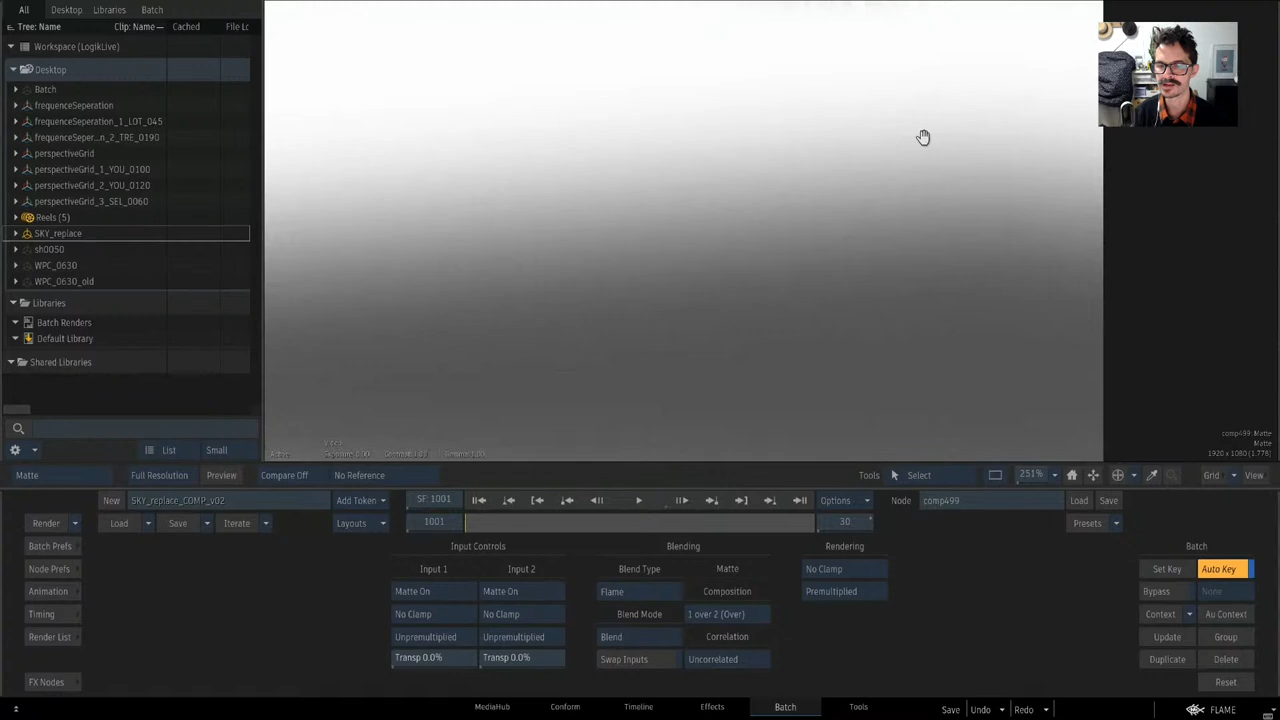 All Desktop Libraries Batch
Tree: Name Clip: Name Cached File Lc
Workspace (LogikLive)
Desktop
Batch
frequenceSeperation
frequenceSeperation_1_LOT_045
frequenceSeper...n_2_TRE_0190
perspectiveGrid
perspectiveGrid_1_YOU_0100
perspectiveGrid_2_YOU_0120
perspectiveGrid_3_SEL_0060
Reels (5)
SKY_replace
sh0050
WPC_0630
WPC_0630_old
Libraries
Batch Renders
Default Library
Shared Libraries
List Small
comp499::Matte
Matte
1920 x 1080 (1.778)
Matte Full Resolution Preview Compare Off No Reference Tools Select 251% Grid View
New SKY_replace_COMP_v02 Add Token SF: 1001 Options Node comp499 Load Save
Render Load Save Iterate Layouts 1001 30 Presets
Batch Prefs Input Controls Blending Rendering Batch
Node Prefs Input 1 Input 2 Blend Type Matte No Clamp Set Key Auto Key
Animation Matte On Matte On Flame Composition Premultiplied Bypass None
Timing No Clamp No Clamp Blend Mode 1 over 2 (Over) Context Au Context
Render List Unpremultiplied Unpremultiplied Blend Correlation Update Group
Transp 0.0% Transp 0.0% Swap Inputs Uncorrelated Duplicate Delete
FX Nodes Reset
MediaHub Conform Timeline Effects Batch Tools Save Undo Redo FLAME